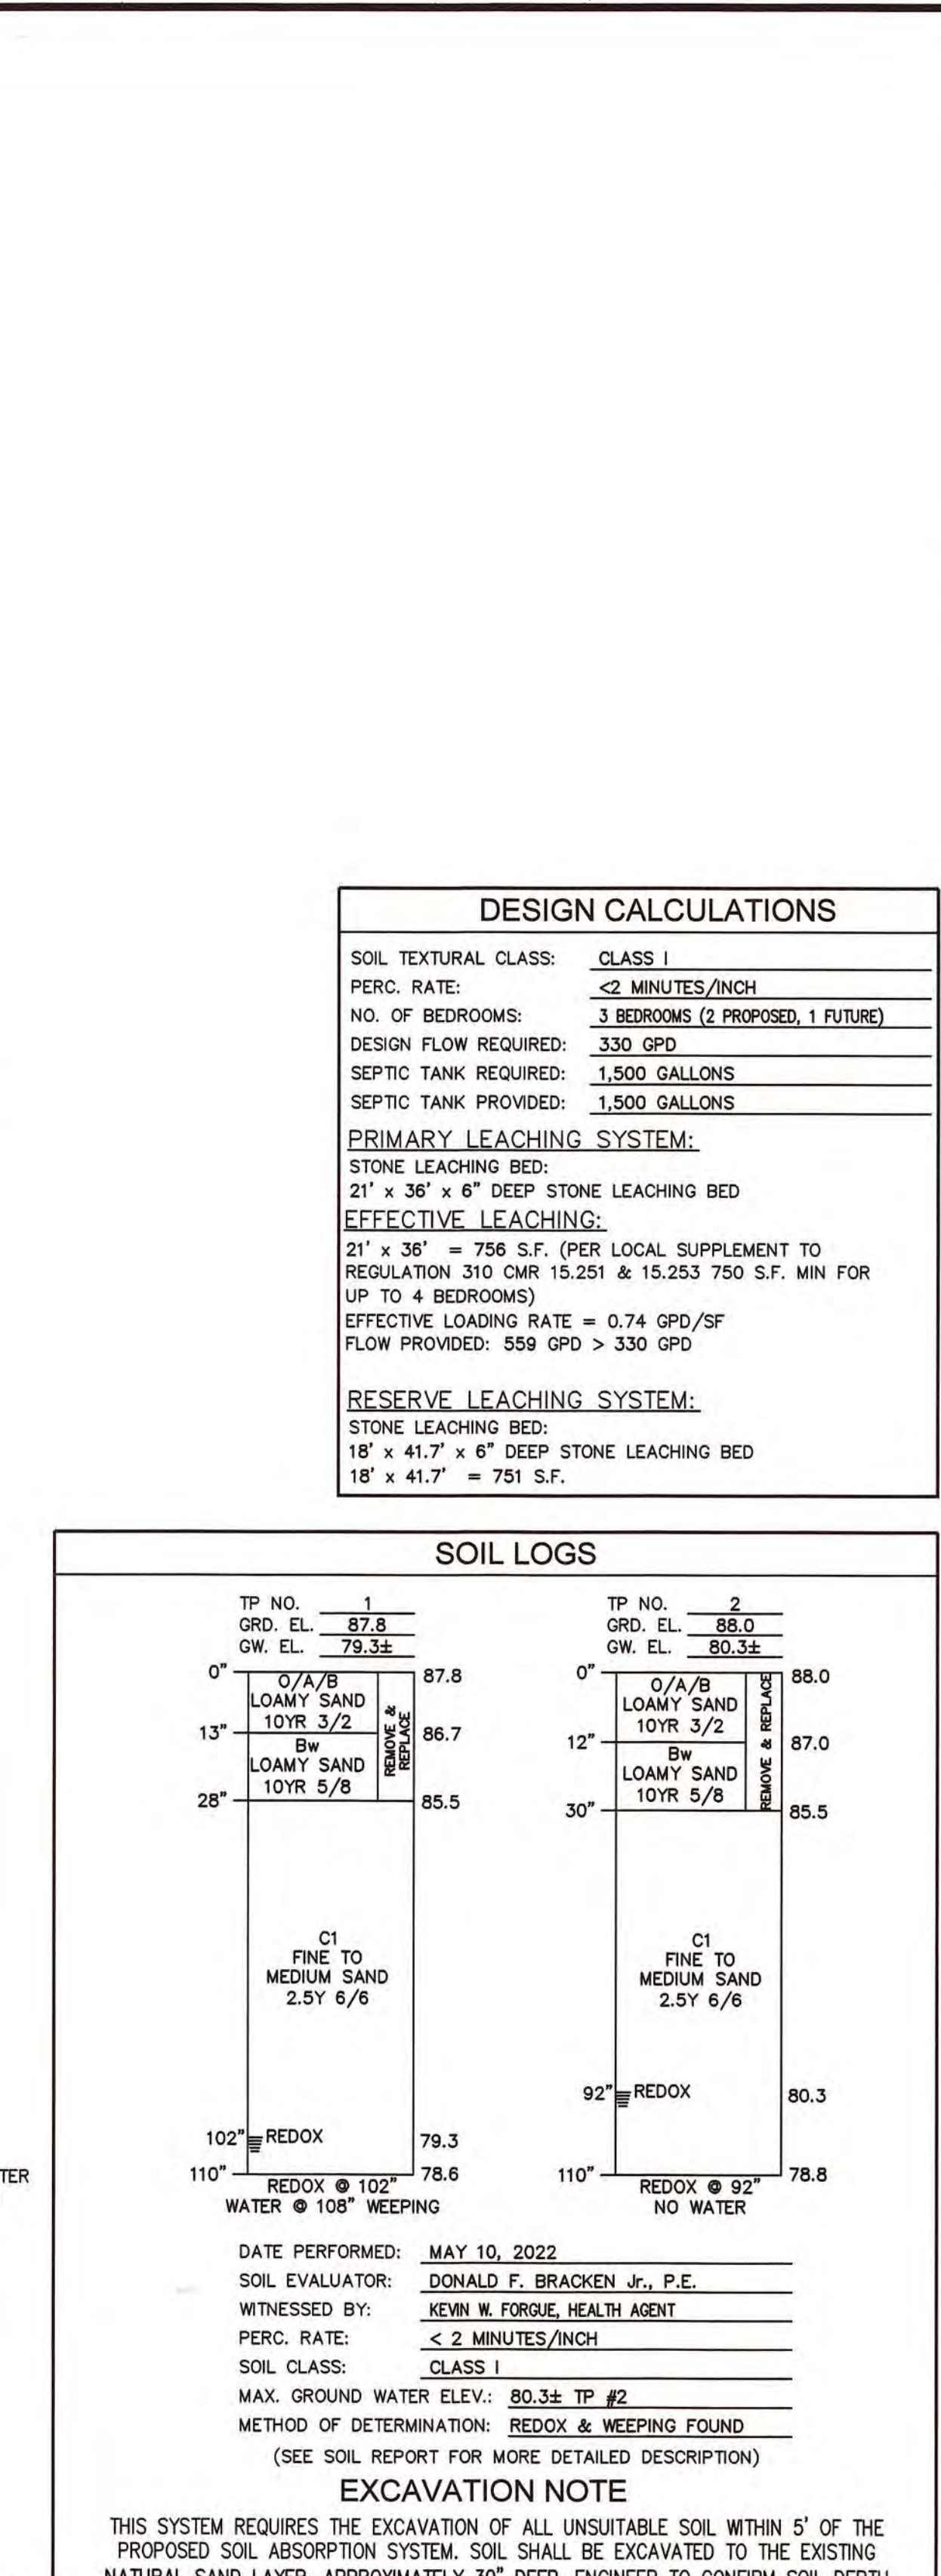 DESIGN CALCULATIONS
SOIL TEXTURAL CLASS: CLASS I
PERC. RATE: <2 MINUTES/INCH
NO. OF BEDROOMS: 3 BEDROOMS (2 PROPOSED, 1 FUTURE)
DESIGN FLOW REQUIRED: 330 GPD
SEPTIC TANK REQUIRED: 1,500 GALLONS
SEPTIC TANK PROVIDED: 1,500 GALLONS
PRIMARY LEACHING SYSTEM:
STONE LEACHING BED:
21' x 36' x 6" DEEP STONE LEACHING BED
EFFECTIVE LEACHING:
21' x 36' = 756 S.F. (PER LOCAL SUPPLEMENT TO
REGULATION 310 CMR 15.251 & 15.253 750 S.F. MIN FOR
UP TO 4 BEDROOMS)
EFFECTIVE LOADING RATE = 0.74 GPD/SF
FLOW PROVIDED: 559 GPD > 330 GPD
RESERVE LEACHING SYSTEM:
STONE LEACHING BED:
18' x 41.7' x 6" DEEP STONE LEACHING BED
18' x 41.7' = 751 S.F.
SOIL LOGS
TP NO. 1
GRD. EL. 87.8
GW. EL. 79.3±
0" 87.8
O/A/B
LOAMY SAND
10YR 3/2
13" 86.7
Bw
LOAMY SAND
10YR 5/8
REMOVE &
REPLACE
28" 85.5
C1
FINE TO
MEDIUM SAND
2.5Y 6/6
102" REDOX 79.3
110" 78.6
REDOX @ 102"
WATER @ 108" WEEPING
TP NO. 2
GRD. EL. 88.0
GW. EL. 80.3±
0" 88.0
O/A/B
LOAMY SAND
10YR 3/2
12" 87.0
Bw
LOAMY SAND
10YR 5/8
REMOVE & REPLACE
30" 85.5
C1
FINE TO
MEDIUM SAND
2.5Y 6/6
92" REDOX 80.3
110" 78.8
REDOX @ 92"
NO WATER
TER
DATE PERFORMED: MAY 10, 2022
SOIL EVALUATOR: DONALD F. BRACKEN Jr., P.E.
WITNESSED BY: KEVIN W. FORGUE, HEALTH AGENT
PERC. RATE: < 2 MINUTES/INCH
SOIL CLASS: CLASS I
MAX. GROUND WATER ELEV.: 80.3± TP #2
METHOD OF DETERMINATION: REDOX & WEEPING FOUND
(SEE SOIL REPORT FOR MORE DETAILED DESCRIPTION)
EXCAVATION NOTE
THIS SYSTEM REQUIRES THE EXCAVATION OF ALL UNSUITABLE SOIL WITHIN 5' OF THE
PROPOSED SOIL ABSORPTION SYSTEM. SOIL SHALL BE EXCAVATED TO THE EXISTING
NATURAL SAND LAYER, APPROXIMATELY 30" DEEP. ENGINEER TO CONFIRM SOIL DEPTH